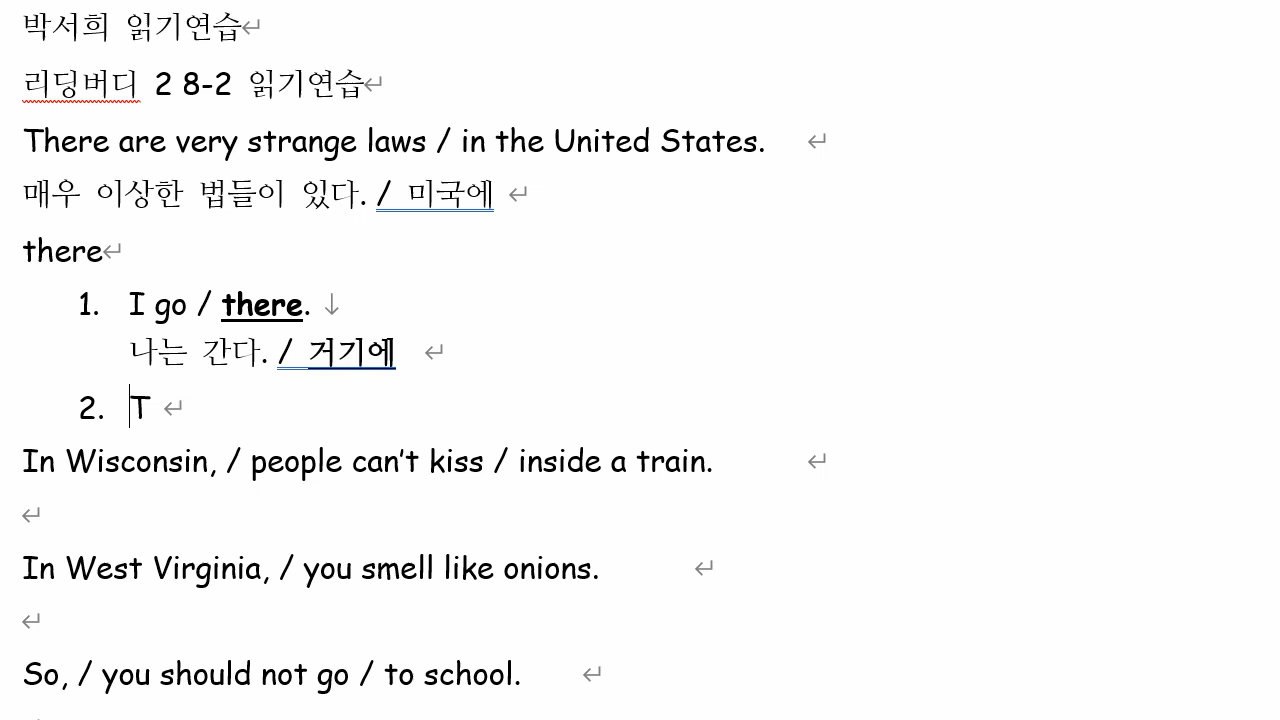 박서희 읽기연습
리딩버디 2 8-2 읽기연습
There are very strange laws / in the United States.
매우 이상한 법들이 있다. / 미국에
there
1. I go / there.
나는 간다. / 거기에
2. T
In Wisconsin, / people can’t kiss / inside a train.
In West Virginia, / you smell like onions.
So, / you should not go / to school.